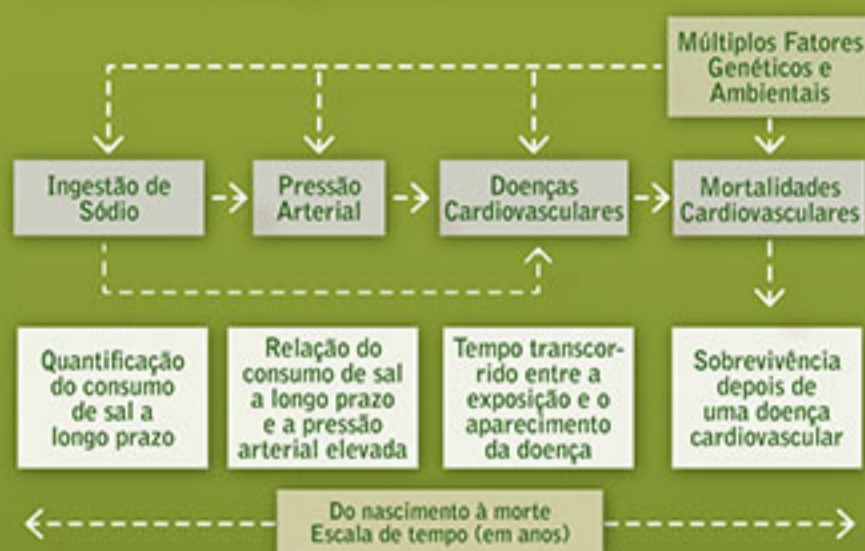 Múltiplos Fatores
Genéticos e
Ambientais
Ingestão de
Sódio
Pressão
Arterial
Doenças
Cardiovasculares
Mortalidades
Cardiovasculares
Quantificação
do consumo
de sal a
longo prazo
Relação do
consumo de sal
a longo prazo
e a pressão
arterial elevada
Tempo transcor-
rido entre a
exposição e o
aparecimento
da doença
Sobrevivência
depois de
uma doença
cardiovascular
Do nascimento à morte
Escala de tempo (em anos)